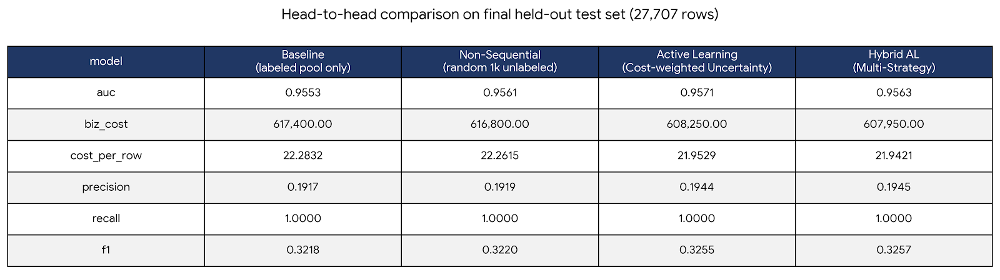 Head-to-head comparison on final held-out test set (27,707 rows)
model
Baseline
(labeled pool only)
Non-Sequential
(random 1k unlabeled)
Active Learning
(Cost-weighted Uncertainty)
Hybrid AL
(Multi-Strategy)
auc 0.9553 0.9561 0.9571 0.9563
biz_cost 617,400.00 616,800.00 608,250.00 607,950.00
cost_per_row 22.2832 22.2615 21.9529 21.9421
precision 0.1917 0.1919 0.1944 0.1945
recall 1.0000 1.0000 1.0000 1.0000
f1 0.3218 0.3220 0.3255 0.3257